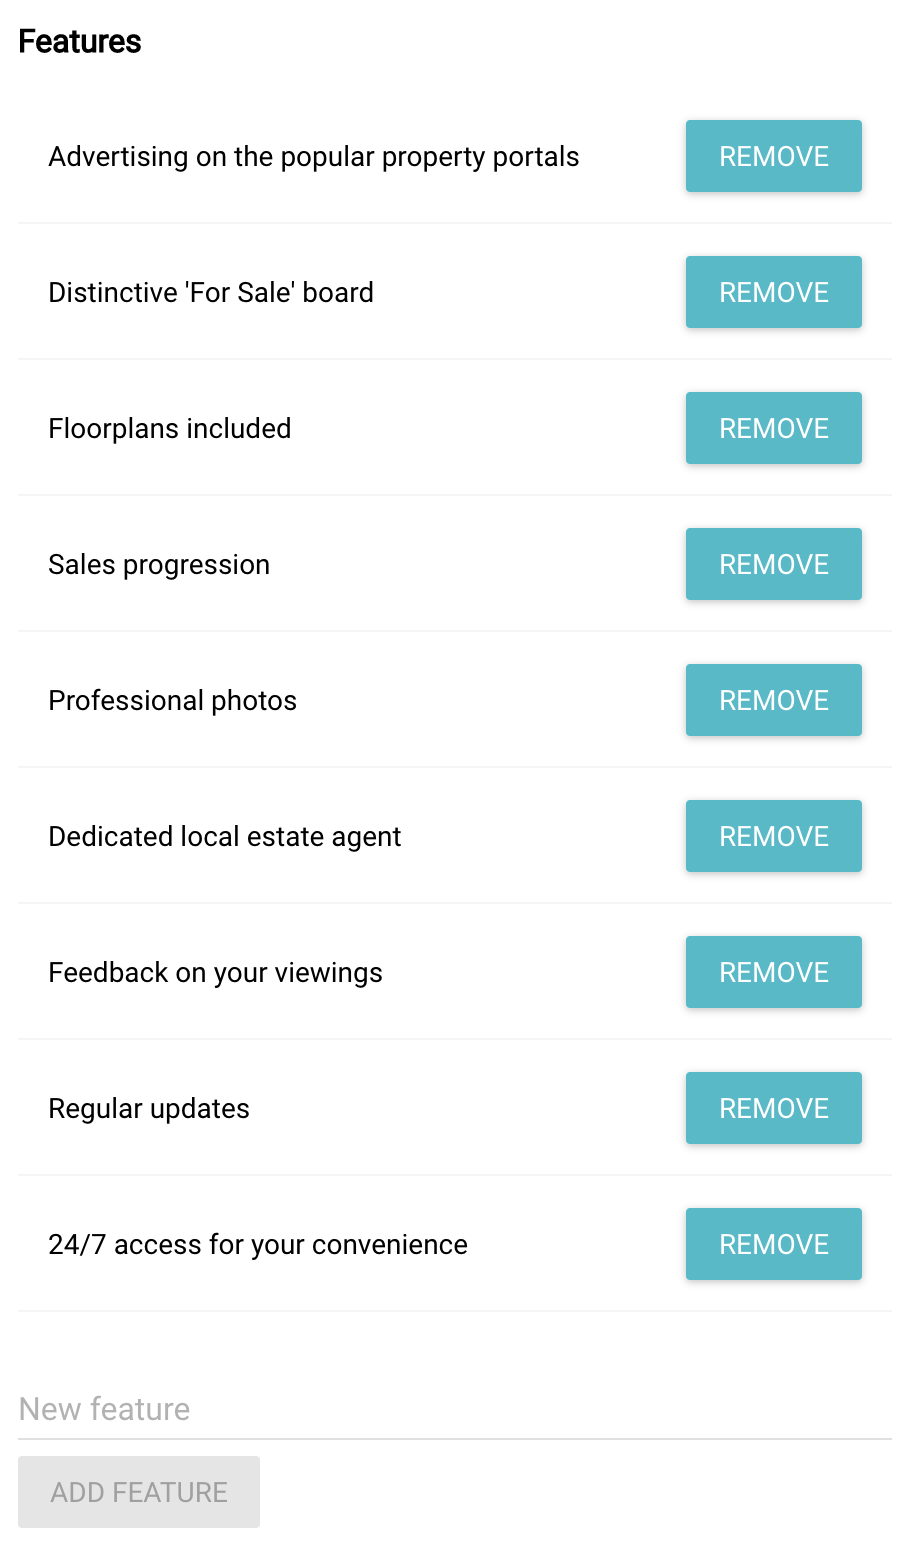 Features
Advertising on the popular property portals REMOVE
Distinctive 'For Sale' board REMOVE
Floorplans included REMOVE
Sales progression REMOVE
Professional photos REMOVE
Dedicated local estate agent REMOVE
Feedback on your viewings REMOVE
Regular updates REMOVE
24/7 access for your convenience REMOVE
New feature
ADD FEATURE